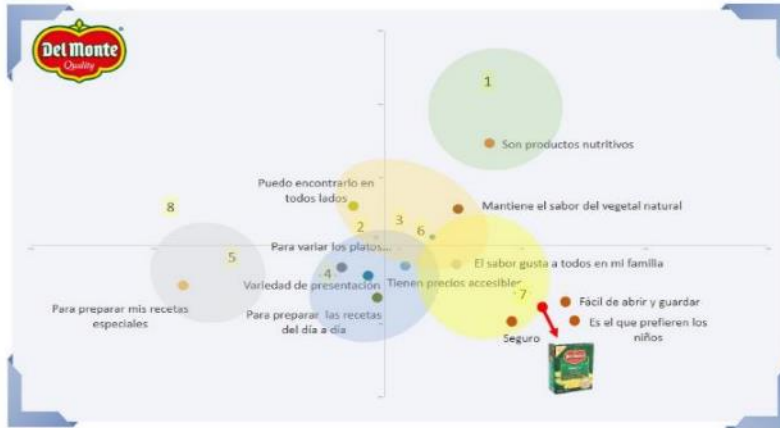 Del Monte
Quality
1
Son productos nutritivos
Puedo encontrarlo en
todos lados
Mantiene el sabor del vegetal natural
8
2
3
6
Para variar los platos...
5
4
El sabor gusta a todos en mi familia
Variedad de presentación
Tienen precios accesibles
7
Para preparar mis recetas
especiales
Para preparar las recetas
del día a día
Fácil de abrir y guardar
Es el que prefieren los
niños
Seguro
Del Monte